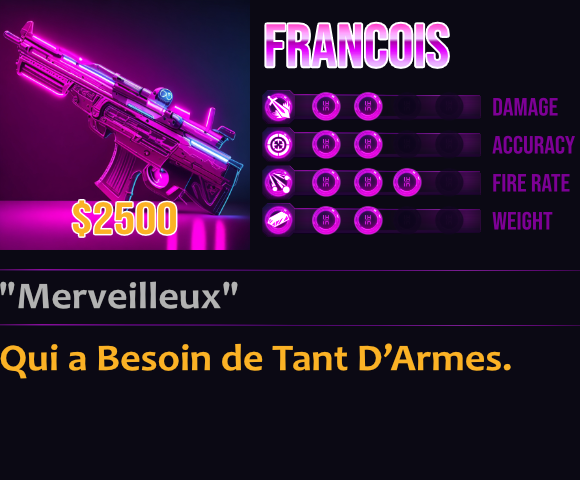 FRANCOIS
DAMAGE
ACCURACY
FIRE RATE
WEIGHT
$2500
"Merveilleux"
Qui a Besoin de Tant D’Armes.